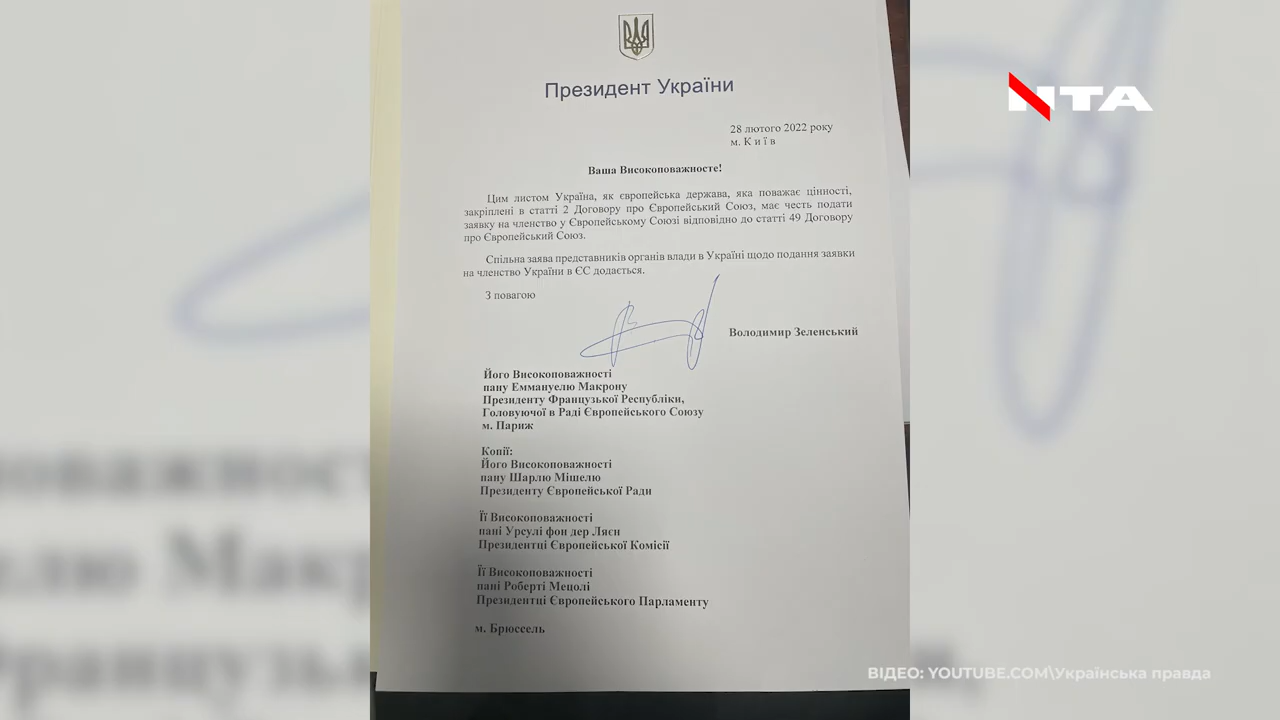 Президент України
28 лютого 2022 року
м. К и ї в
Ваша Високоповажносте!
Цим листом Україна, як європейська держава, яка поважає цінності,
закріплені в статті 2 Договору про Європейський Союз, має честь подати
заявку на членство у Європейському Союзі відповідно до статті 49 Договору
про Європейський Союз.
Спільна заява представників органів влади в Україні щодо подання заявки
на членство України в ЄС додається.
З повагою
Володимир Зеленський
Його Високоповажності
пану Еммануелю Макрону
Президенту Французької Республіки,
Головуючої в Раді Європейського Союзу
м. Париж
Копії:
Його Високоповажності
пану Шарлю Мішелю
Президенту Європейської Ради
Її Високоповажності
пані Урсулі фон дер Ляєн
Президентці Європейської Комісії
Її Високоповажності
пані Роберті Мецолі
Президентці Європейського Парламенту
м. Брюссель
NTA
ВІДЕО: YOUTUBE.COM\Українська правда